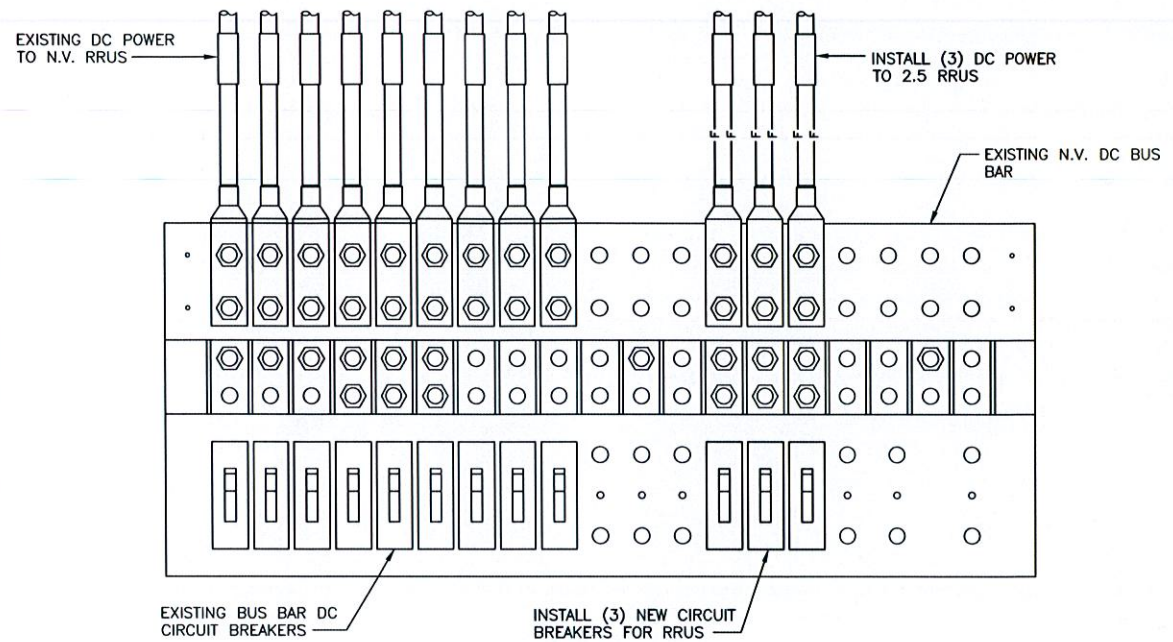 EXISTING DC POWER
TO N.V. RRUS
INSTALL (3) DC POWER
TO 2.5 RRUS
F F F F F F
EXISTING N.V. DC BUS
BAR
EXISTING BUS BAR DC
CIRCUIT BREAKERS
INSTALL (3) NEW CIRCUIT
BREAKERS FOR RRUS